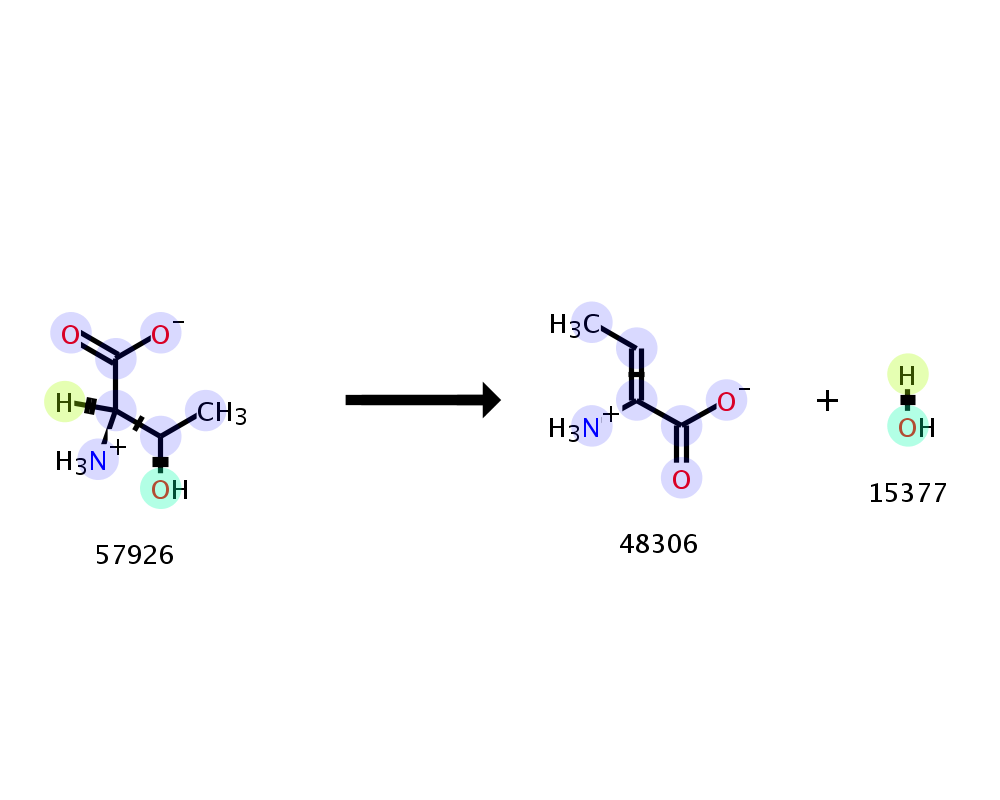 H₃C
O O⁻
H
H
CH₃
O⁻
+
H₃N⁺
H₃N⁺
OH
O
OH
15377
48306
57926